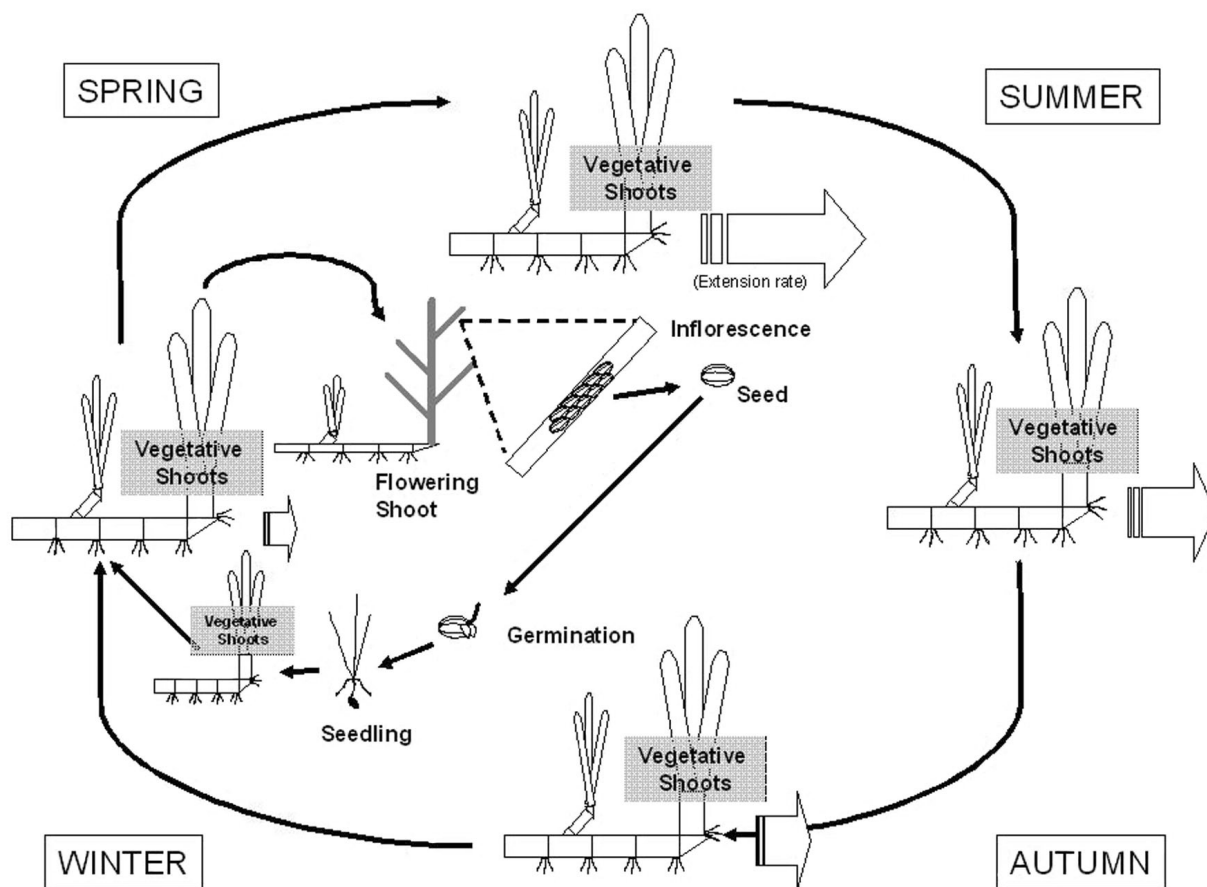 SPRING
SUMMER
Vegetative
Shoots
(Extension rate)
Inflorescence
Seed
Vegetative
Shoots
Flowering
Shoot
Vegetative
Shoots
Vegetative
Shoots
Germination
Seedling
Vegetative
Shoots
WINTER
AUTUMN